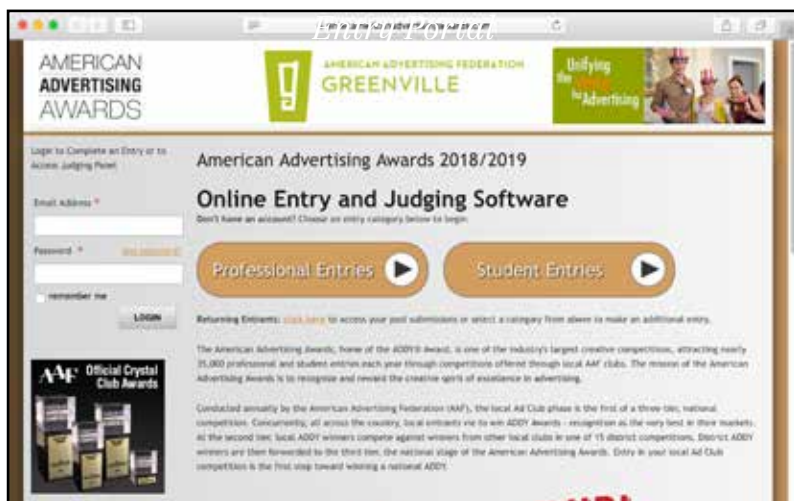 Entry Portal
AMERICAN
ADVERTISING
AWARDS
AMERICAN ADVERTISING FEDERATION
GREENVILLE
Unifying
the
for Advertising
Login to Complete an Entry or to
Access Judging Panel
Email Address *
Password *
remember me
LOGIN
AAF Official Crystal
Club Awards
American Advertising Awards 2018/2019
Online Entry and Judging Software
Don't have an account? Choose an entry category below to begin
Professional Entries
Student Entries
Returning Entrants: click here to access your past submissions or select a category from above to make an additional entry.
The American Advertising Awards, home of the ADDY® Award, is one of the industry's largest creative competitions, attracting nearly
35,000 professional and student entries each year through competitions offered through local AAF clubs. The mission of the American
Advertising Awards is to recognize and reward the creative spirit of excellence in advertising.
Conducted annually by the American Advertising Federation (AAF), the local Ad Club phase is the first of a three-tier, national
competition. Concurrently, all across the country, local entrants vie to win ADDY Awards - recognition as the very best in their markets.
At the second tier, local ADDY winners compete against winners from other local clubs in one of 15 district competitions. District ADDY
winners are then forwarded to the third tier, the national stage of the American Advertising Awards. Entry in your local Ad Club
competition is the first step toward winning a national ADDY.